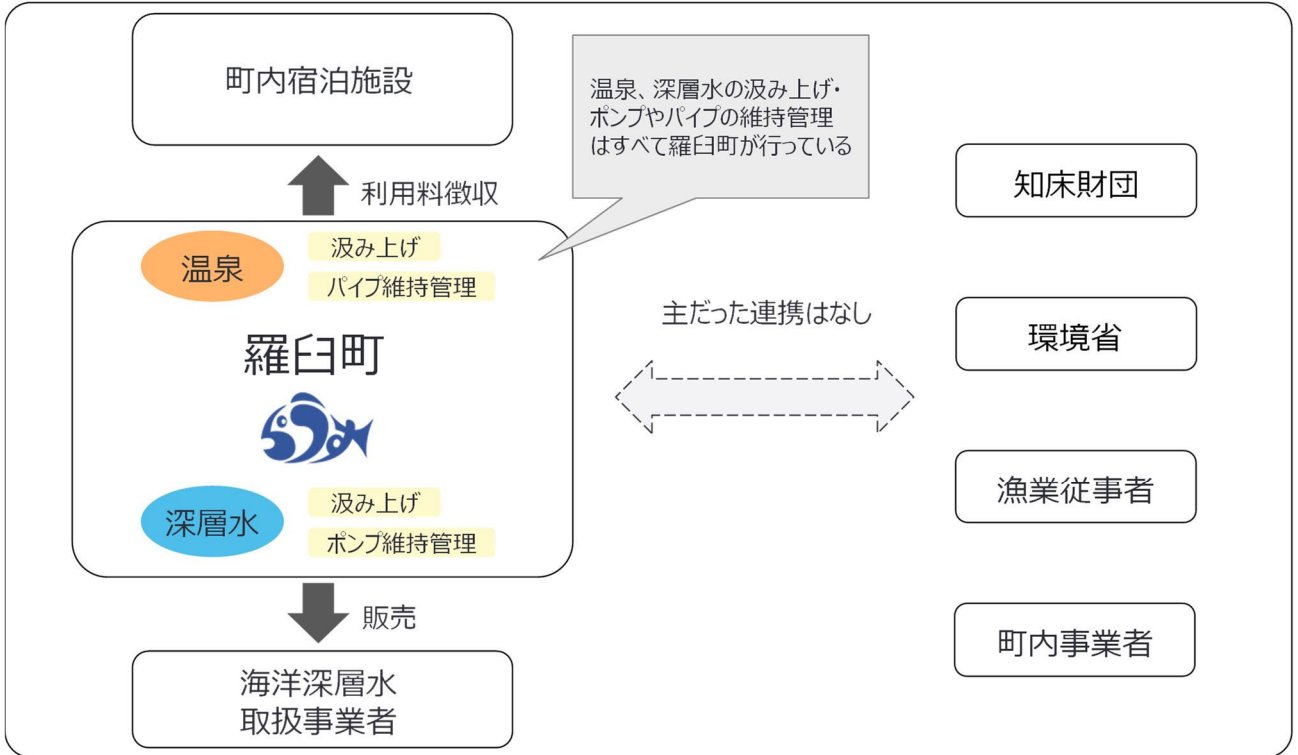 町内宿泊施設
利用料徴収
温泉、深層水の汲み上げ・
ポンプやパイプの維持管理
はすべて羅臼町が行っている
温泉
汲み上げ
パイプ維持管理
羅臼町
らうす
深層水
汲み上げ
ポンプ維持管理
販売
海洋深層水
取扱事業者
主だった連携はなし
知床財団
環境省
漁業従事者
町内事業者